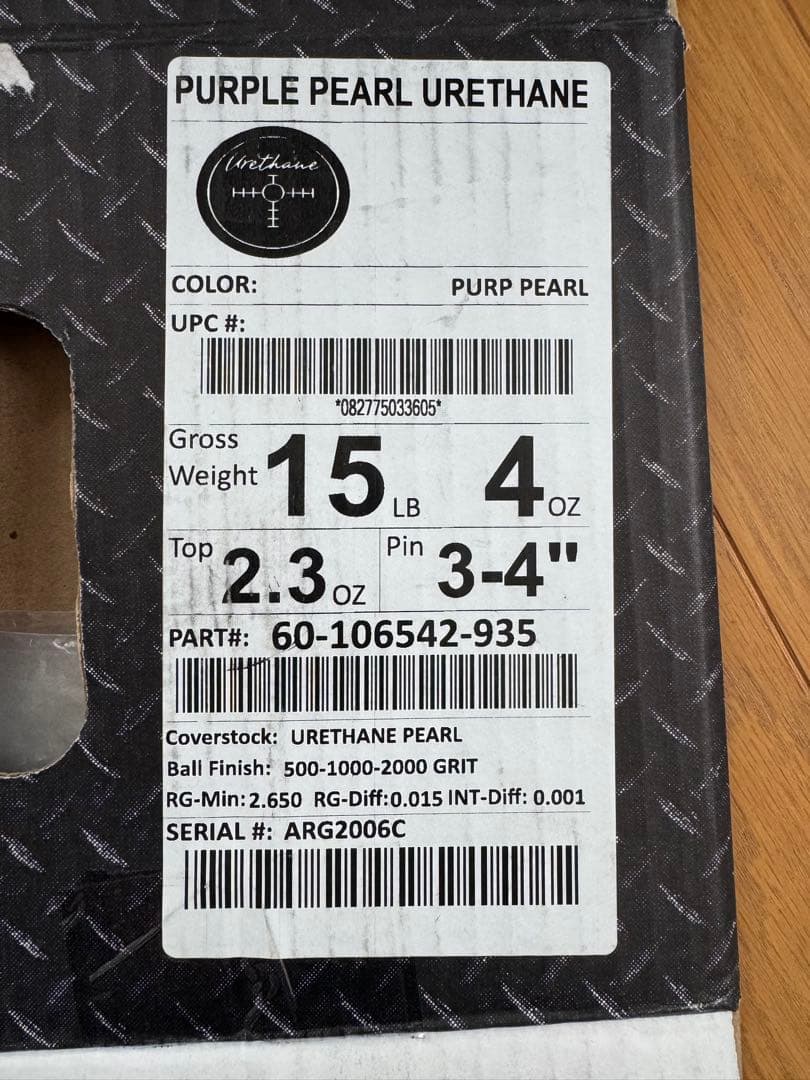 PURPLE PEARL URETHANE
Urethane
COLOR: PURP PEARL
UPC #:
*082775033605*
Gross Weight 15 LB 4 OZ
Top 2.3 OZ Pin 3-4"
PART#: 60-106542-935
Coverstock: URETHANE PEARL
Ball Finish: 500-1000-2000 GRIT
RG-Min: 2.650 RG-Diff: 0.015 INT-Diff: 0.001
SERIAL #: ARG2006C